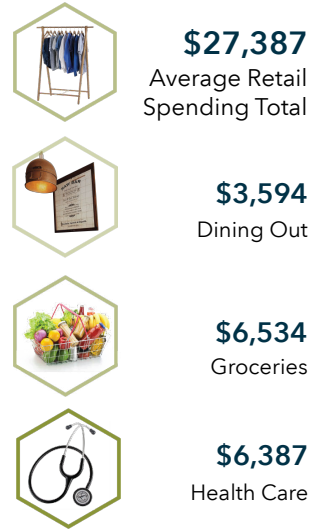 $27,387
Average Retail
Spending Total
$3,594
Dining Out
$6,534
Groceries
$6,387
Health Care